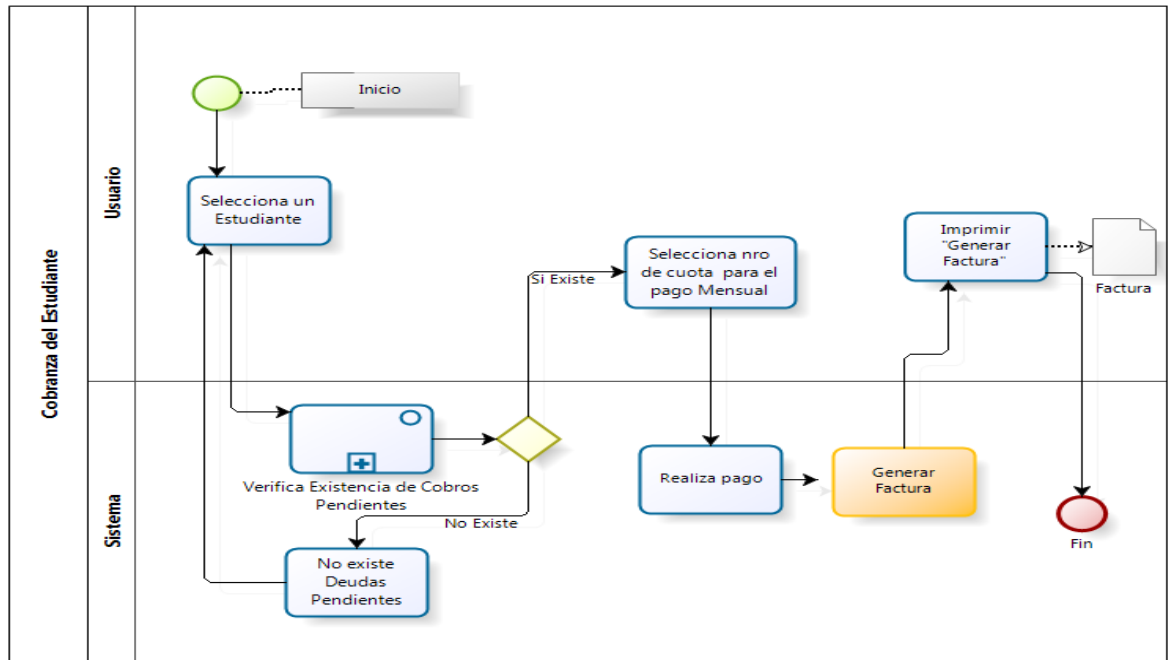 Cobranza del Estudiante
Usuario
Inicio
Selecciona un
Estudiante
Si Existe
Selecciona nro
de cuota para el
pago Mensual
Imprimir
"Generar
Factura"
Factura
Sistema
Verifica Existencia de Cobros
Pendientes
No Existe
No existe
Deudas
Pendientes
Realiza pago
Generar
Factura
Fin